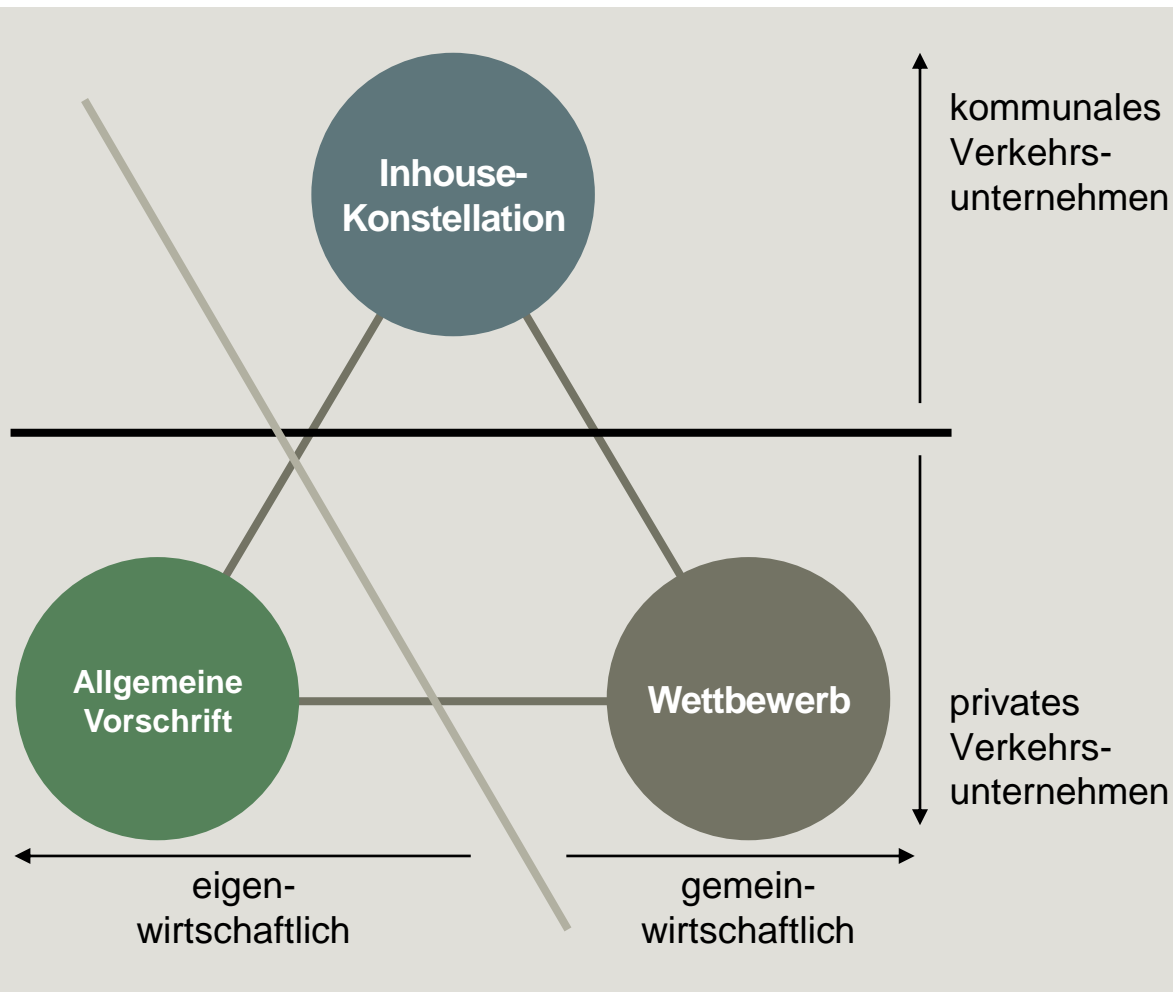 Inhouse-
Konstellation
kommunales
Verkehrs-
unternehmen
Allgemeine
Vorschrift
Wettbewerb
privates
Verkehrs-
unternehmen
eigen-
wirtschaftlich
gemein-
wirtschaftlich